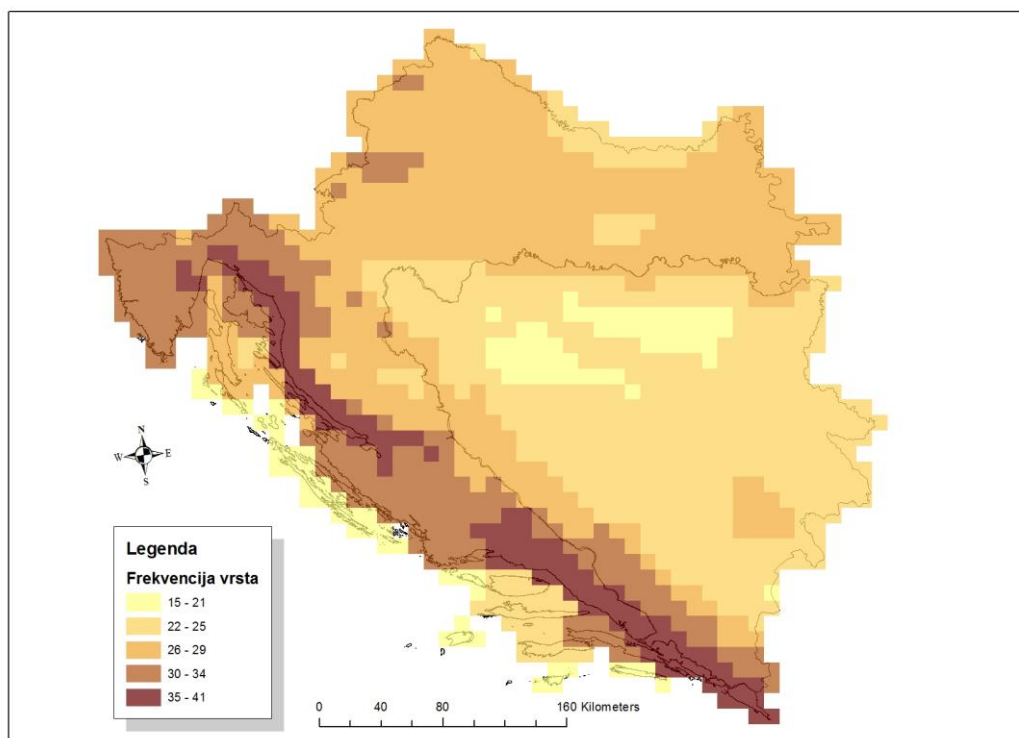 N
W E
S
Legenda
Frekvencija vrsta
15 - 21
22 - 25
26 - 29
30 - 34
35 - 41
0 40 80 160 Kilometers